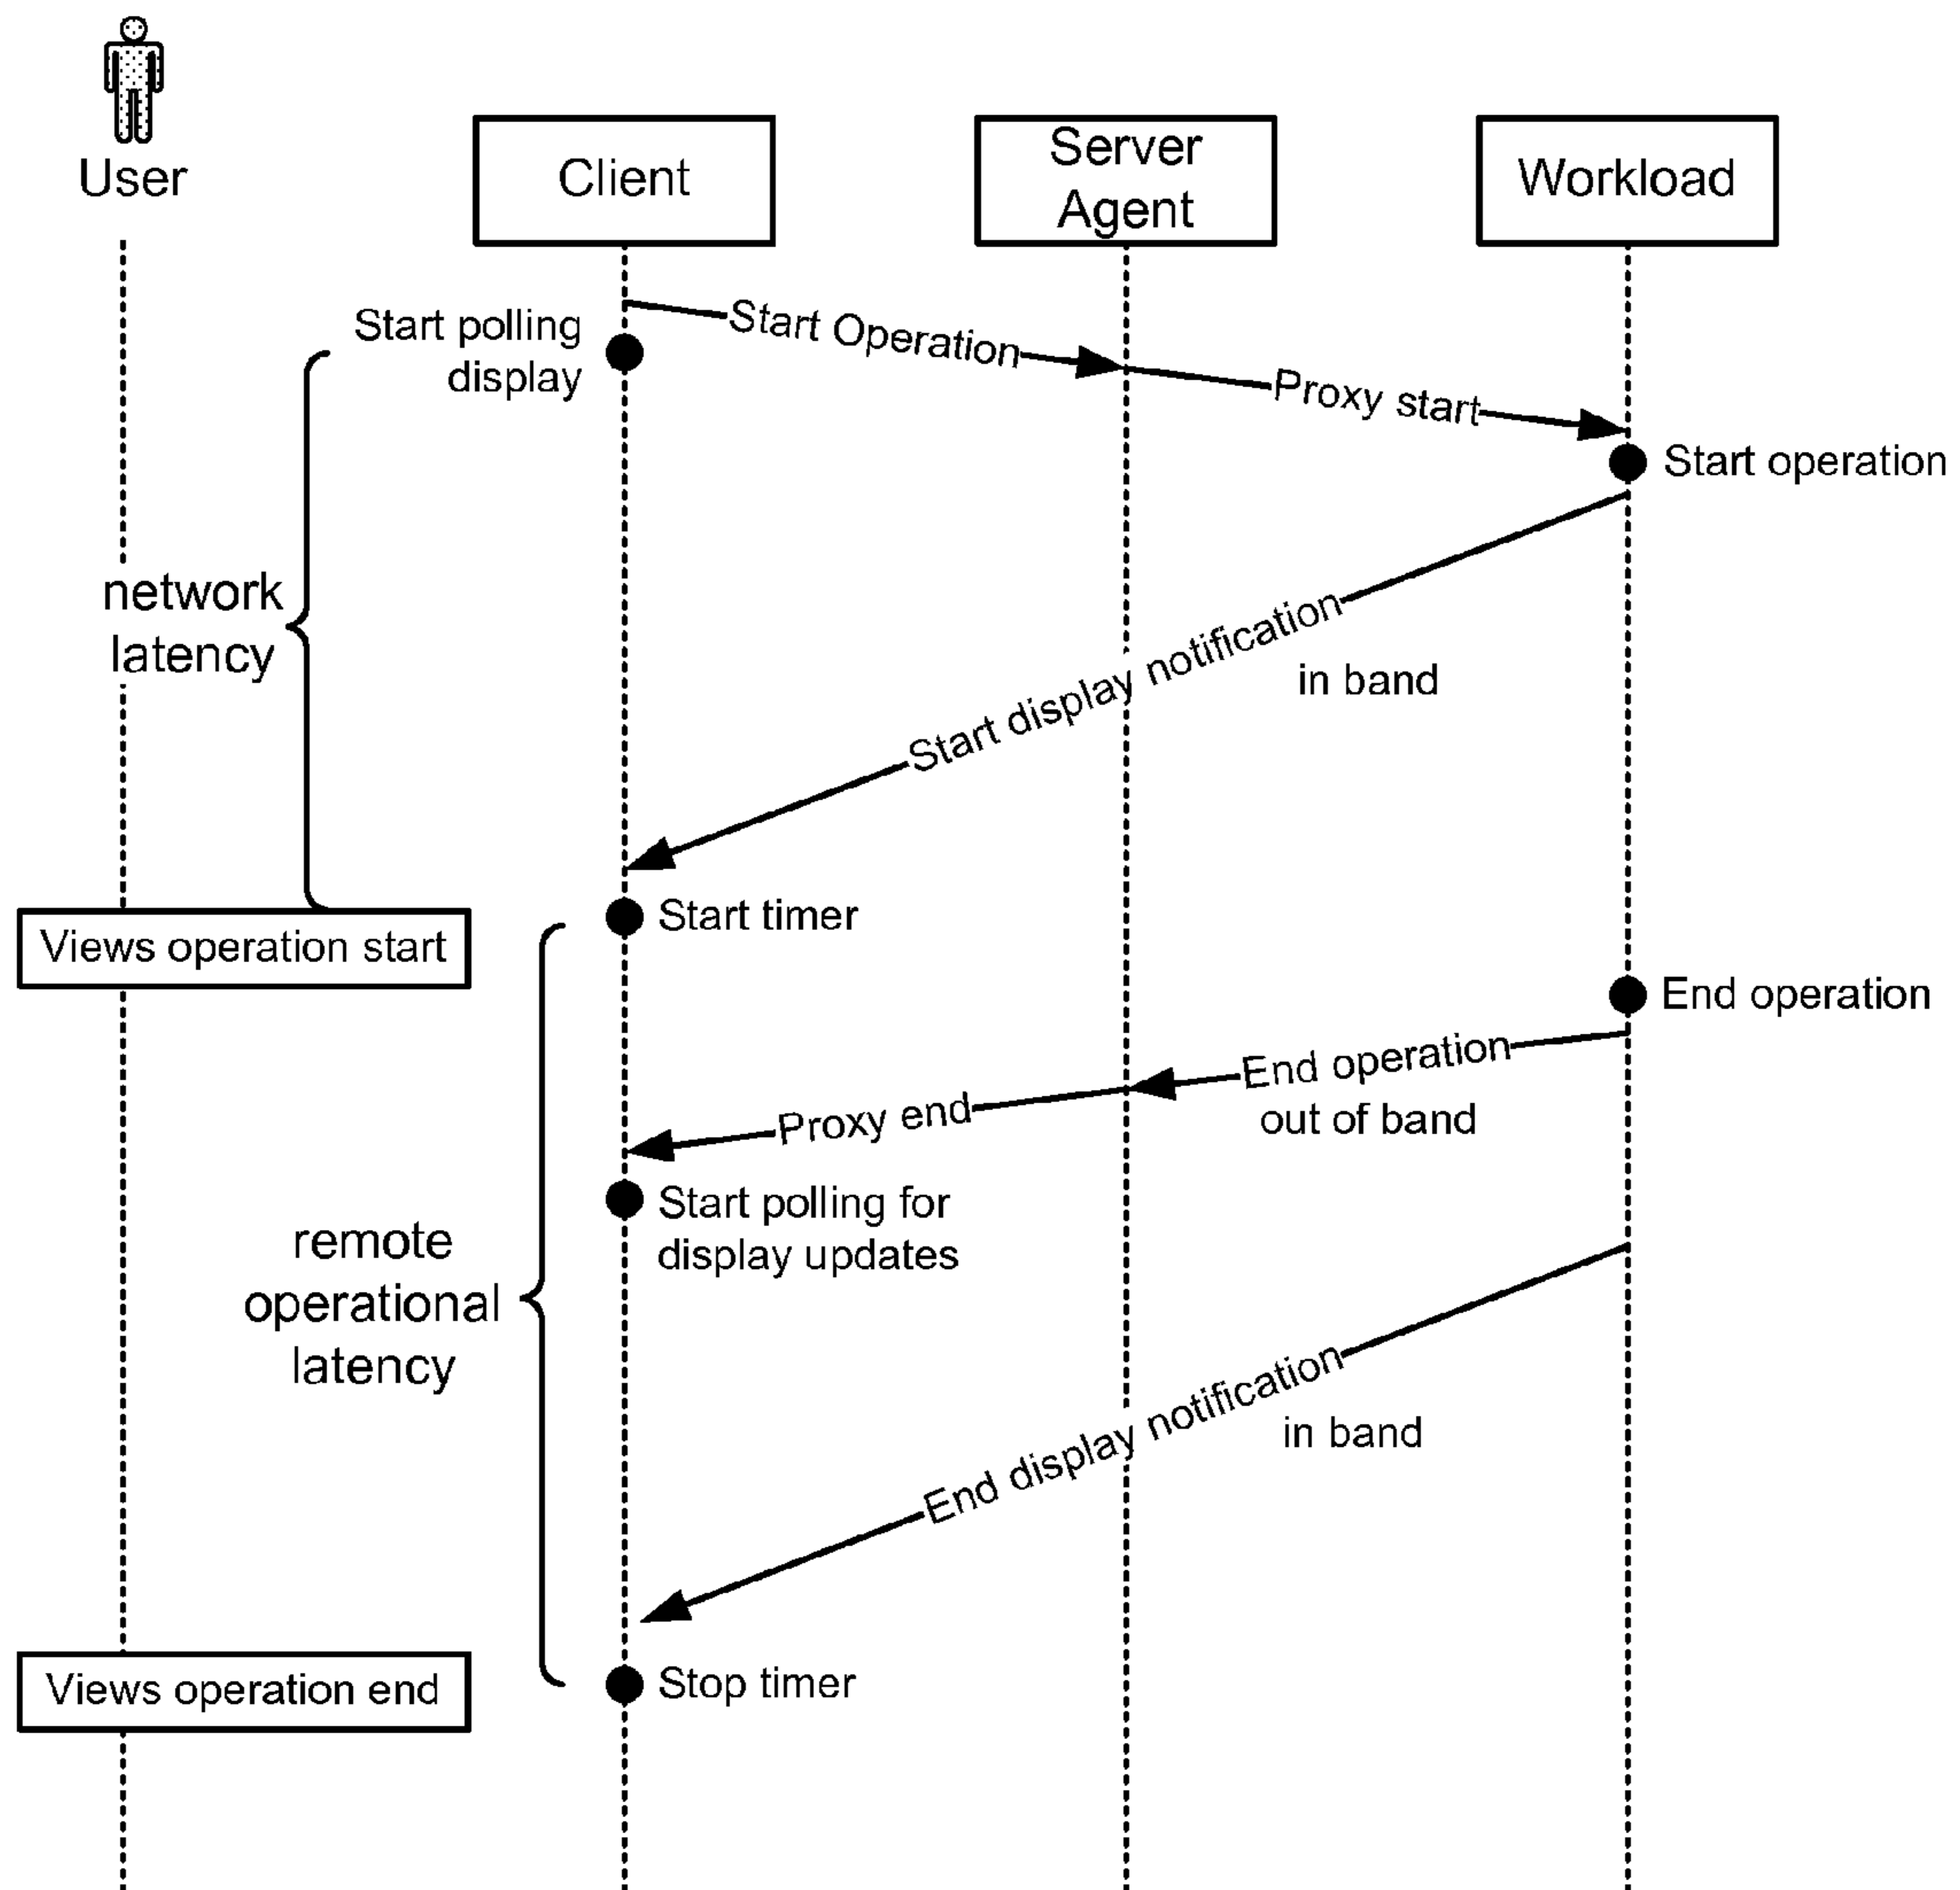 User
Client
Server
Agent
Workload
Start polling
display
Start Operation
Proxy start
Start operation
network
latency
Start display notification
in band
Start timer
Views operation start
End operation
End operation
out of band
Proxy end
Start polling for
display updates
remote
operational
latency
End display notification
in band
Stop timer
Views operation end